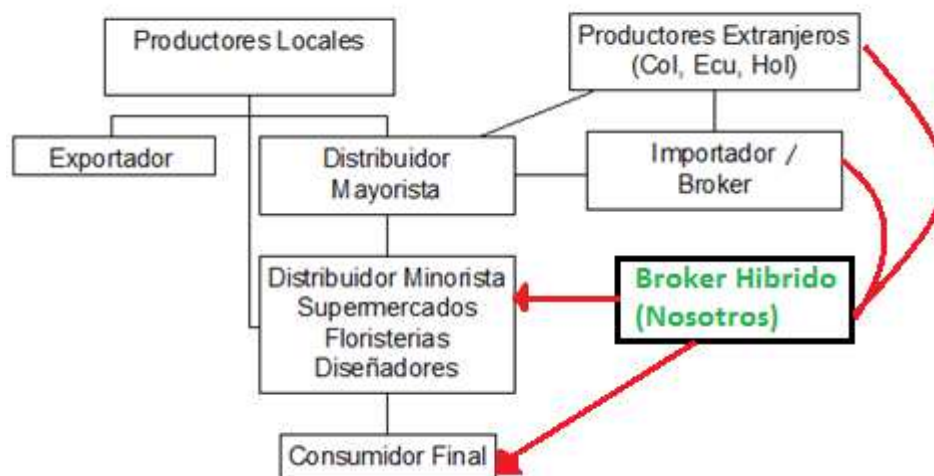 Productores Locales
Productores Extranjeros
(Col, Ecu, Hol)
Exportador
Distribuidor
Mayorista
Importador /
Broker
Distribuidor Minorista
Supermercados
Floristerias
Diseñadores
Broker Hibrido
(Nosotros)
Consumidor Final